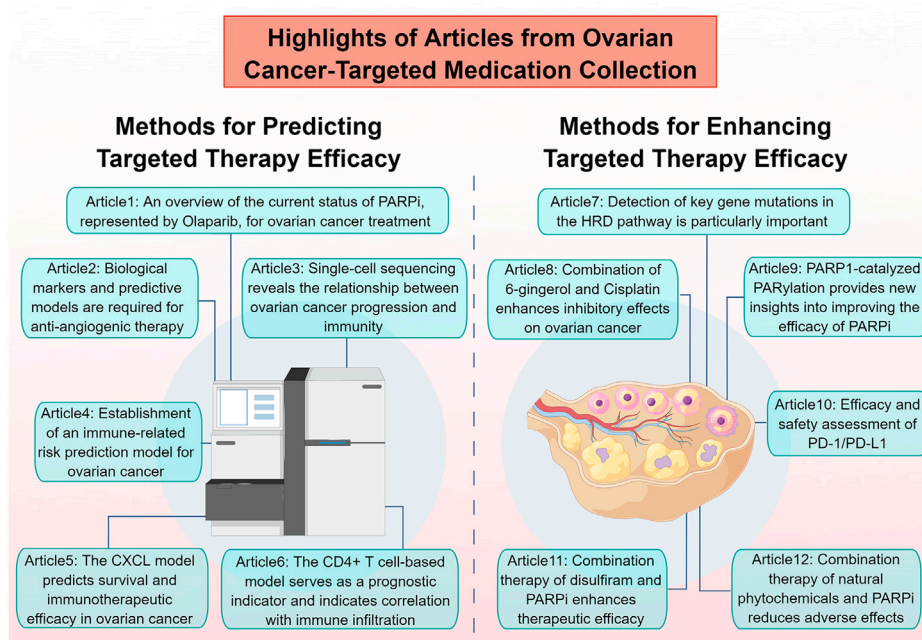 Highlights of Articles from Ovarian
Cancer-Targeted Medication Collection
Methods for Predicting
Targeted Therapy Efficacy
Article1: An overview of the current status of PARPi,
represented by Olaparib, for ovarian cancer treatment
Article2: Biological
markers and predictive
models are required for
anti-angiogenic therapy
Article3: Single-cell sequencing
reveals the relationship between
ovarian cancer progression and
immunity
Article4: Establishment
of an immune-related
risk prediction model for
ovarian cancer
Article5: The CXCL model
predicts survival and
immunotherapeutic
efficacy in ovarian cancer
Article6: The CD4+ T cell-based
model serves as a prognostic
indicator and indicates correlation
with immune infiltration
Methods for Enhancing
Targeted Therapy Efficacy
Article7: Detection of key gene mutations in
the HRD pathway is particularly important
Article8: Combination of
6-gingerol and Cisplatin
enhances inhibitory effects
on ovarian cancer
Article9: PARP1-catalyzed
PARylation provides new
insights into improving the
efficacy of PARPi
Article10: Efficacy and
safety assessment of
PD-1/PD-L1
Article11: Combination
therapy of disulfiram and
PARPi enhances
therapeutic efficacy
Article12: Combination
therapy of natural
phytochemicals and PARPi
reduces adverse effects